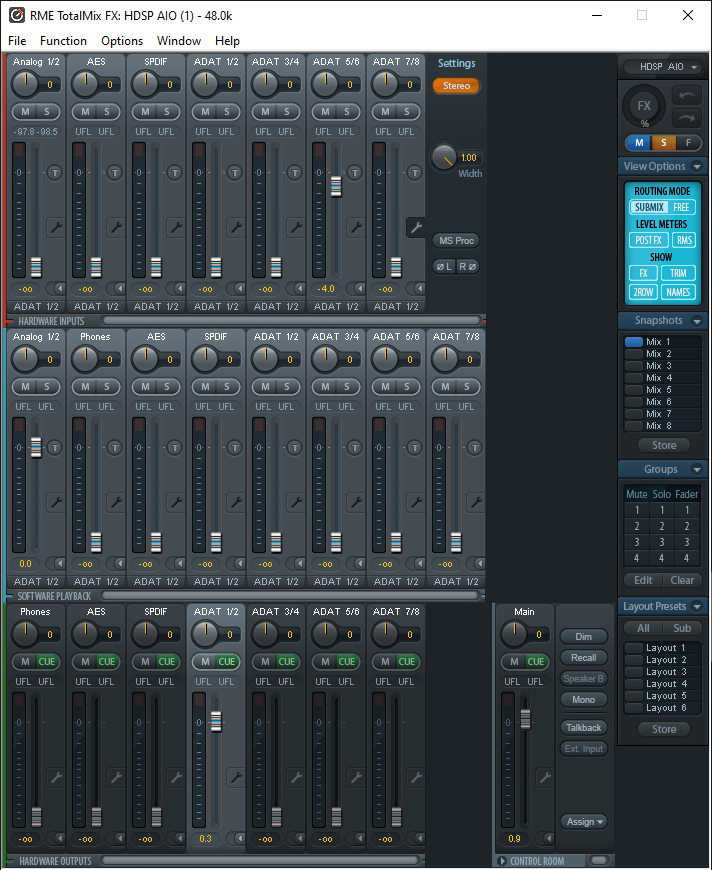 RME TotalMix FX: HDSP AIO (1) - 48.0k
File Function Options Window Help
Analog 1/2 AES SPDIF ADAT 1/2 ADAT 3/4 ADAT 5/6 ADAT 7/8 Settings
0 0 0 0 0 0 0 Stereo
M S M S M S M S M S M S M S
-97.8 -98.5 UFL UFL UFL UFL UFL UFL UFL UFL UFL UFL UFL UFL
T T T T T T T
1.00
Width
MS Proc
Ø L R Ø
-oo -oo -oo -oo -oo -4.0 -oo
ADAT 1/2 ADAT 1/2 ADAT 1/2 ADAT 1/2 ADAT 1/2 ADAT 1/2 ADAT 1/2
HARDWARE INPUTS
Analog 1/2 Phones AES SPDIF ADAT 1/2 ADAT 3/4 ADAT 5/6 ADAT 7/8
0 0 0 0 0 0 0 0
M S M S M S M S M S M S M S M S
UFL UFL UFL UFL UFL UFL UFL UFL UFL UFL UFL UFL UFL UFL UFL UFL
T T T T T T T T
0.0 -oo -oo -oo -oo -oo -oo -oo
ADAT 1/2 ADAT 1/2 ADAT 1/2 ADAT 1/2 ADAT 1/2 ADAT 1/2 ADAT 1/2 ADAT 1/2
SOFTWARE PLAYBACK
Phones AES SPDIF ADAT 1/2 ADAT 3/4 ADAT 5/6 ADAT 7/8
0 0 0 0 0 0 0
M CUE M CUE M CUE M CUE M CUE M CUE M CUE
UFL UFL UFL UFL UFL UFL UFL UFL UFL UFL UFL UFL UFL UFL
-oo -oo -oo 0.3 -oo -oo -oo
HARDWARE OUTPUTS
Main
0
M CUE
UFL UFL
0.9
Dim
Recall
Speaker B
Mono
Talkback
Ext. Input
Assign
CONTROL ROOM
HDSP AIO
FX
%
M S F
View Options
ROUTING MODE
SUBMIX FREE
LEVEL METERS
POST FX RMS
SHOW
FX TRIM
2ROW NAMES
Snapshots
Mix 1
Mix 2
Mix 3
Mix 4
Mix 5
Mix 6
Mix 7
Mix 8
Store
Groups
Mute Solo Fader
1 1 1
2 2 2
3 3 3
4 4 4
Edit Clear
Layout Presets
All Sub
Layout 1
Layout 2
Layout 3
Layout 4
Layout 5
Layout 6
Store